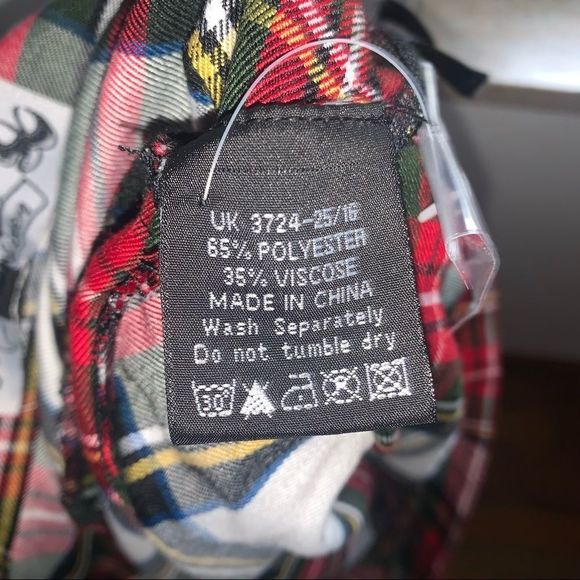 UK 3724-25/16
65% POLYESTER
35% VISCOSE
MADE IN CHINA
Wash Separately
Do not tumble dry
30°